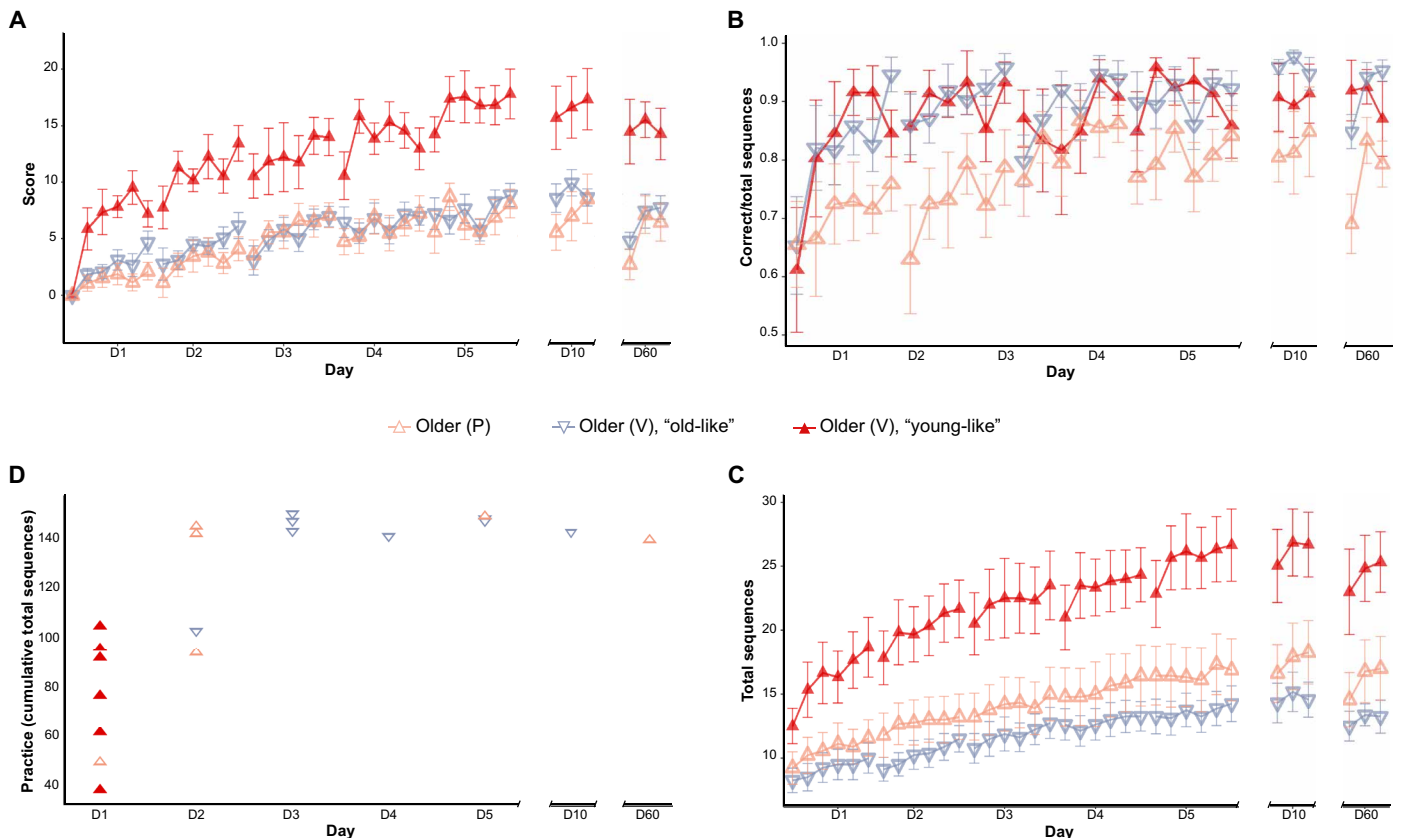 A
Score
20
15
10
5
0
D1 D2 D3 D4 D5 D10 D60
Day
B
Correct/total sequences
1.0
0.9
0.8
0.7
0.6
0.5
D1 D2 D3 D4 D5 D10 D60
Day
Older (P) Older (V), “old-like” Older (V), “young-like”
D
Practice (cumulative total sequences)
140
120
100
80
60
40
D1 D2 D3 D4 D5 D10 D60
Day
C
Total sequences
30
25
20
15
10
D1 D2 D3 D4 D5 D10 D60
Day